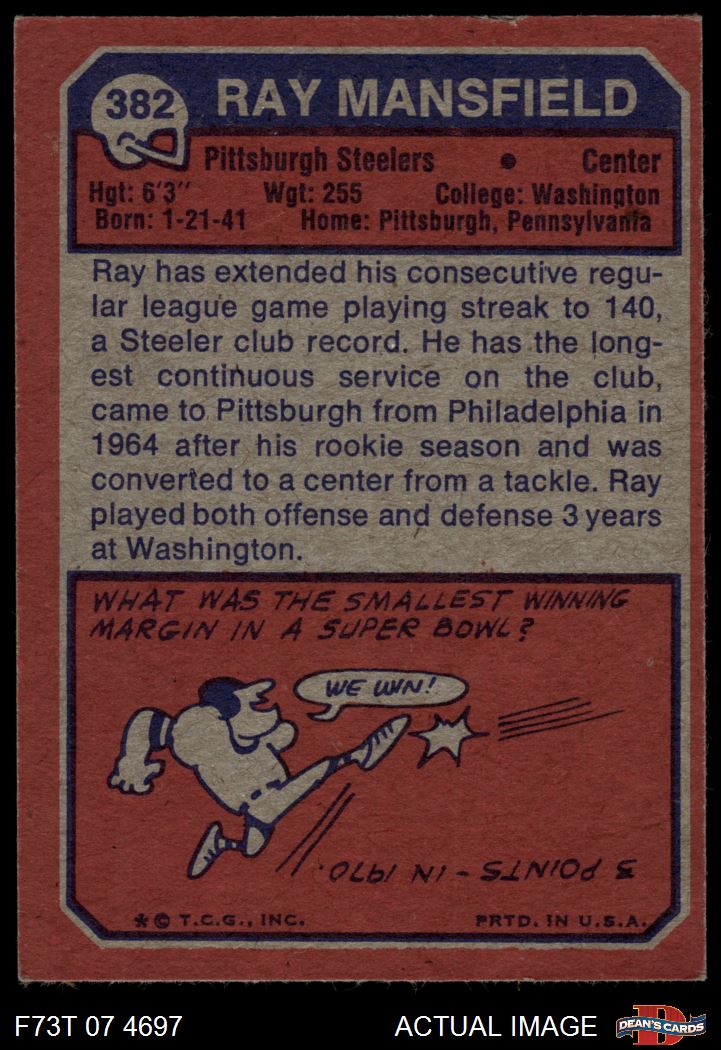 382
RAY MANSFIELD
Pittsburgh Steelers • Center
Hgt: 6'3" Wgt: 255 College: Washington
Born: 1-21-41 Home: Pittsburgh, Pennsylvania
Ray has extended his consecutive regu-
lar league game playing streak to 140,
a Steeler club record. He has the long-
est continuous service on the club,
came to Pittsburgh from Philadelphia in
1964 after his rookie season and was
converted to a center from a tackle. Ray
played both offense and defense 3 years
at Washington.
WHAT WAS THE SMALLEST WINNING
MARGIN IN A SUPER BOWL?
WE WIN!
3 POINTS - IN 1970.
* © T.C.G., INC. PRTD. IN U.S.A.
F73T 07 4697 ACTUAL IMAGE D DEAN'S CARDS